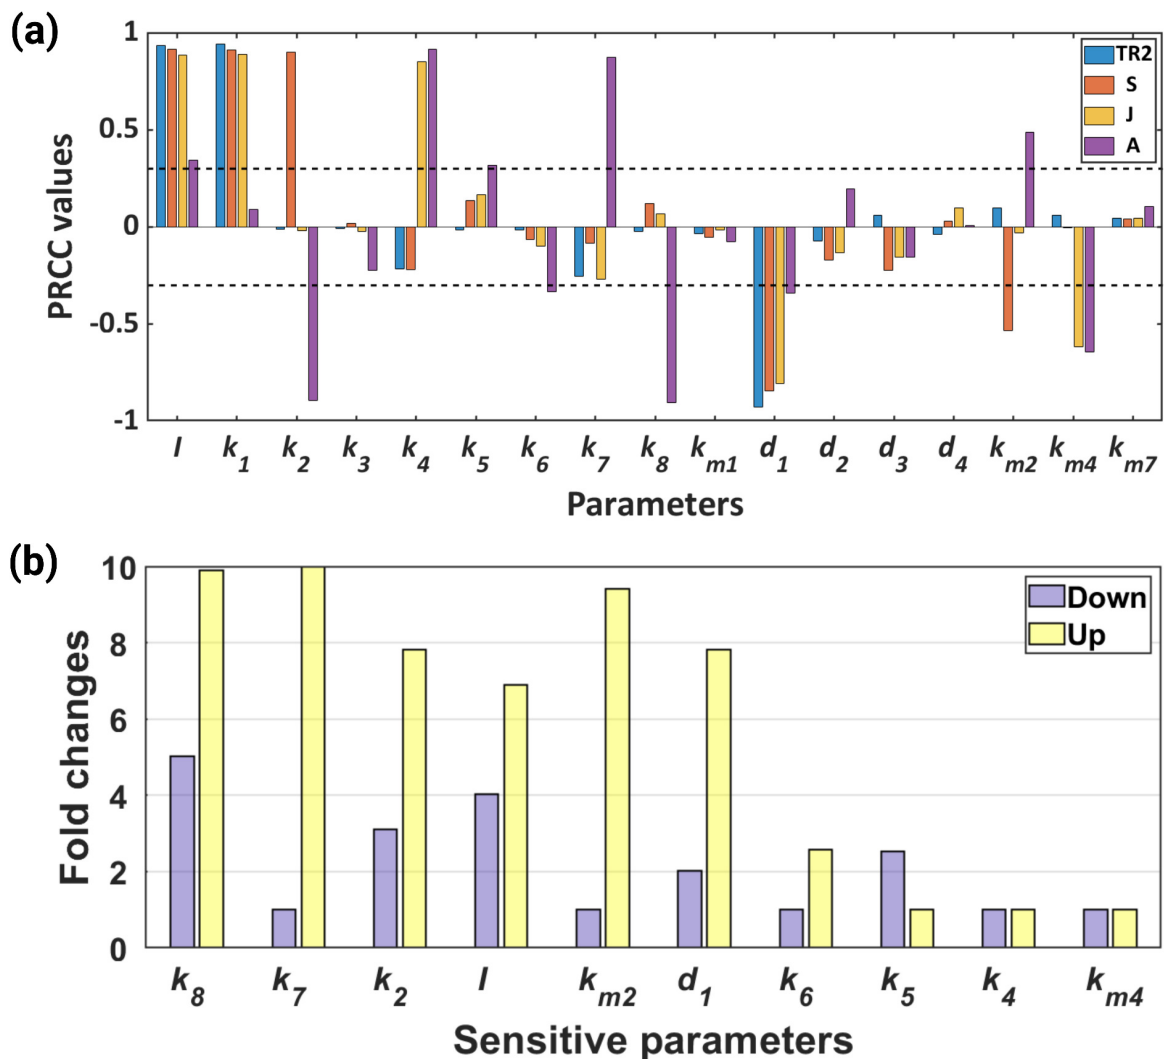 (a)
PRCC values
1
0.5
0
-0.5
-1
TR2
S
J
A
I k1 k2 k3 k4 k5 k6 k7 k8 km1 d1 d2 d3 d4 km2 km4 km7
Parameters
(b)
Fold changes
10
8
6
4
2
0
Down
Up
k8 k7 k2 I km2 d1 k6 k5 k4 km4
Sensitive parameters